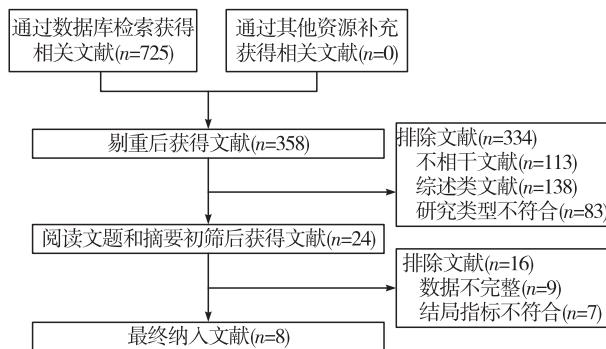 通过数据库检索获得
相关文献(n=725)
通过其他资源补充
获得相关文献(n=0)
剔重后获得文献(n=358)
排除文献(n=334)
不相干文献(n=113)
综述类文献(n=138)
研究类型不符合(n=83)
阅读文题和摘要初筛后获得文献(n=24)
排除文献(n=16)
数据不完整(n=9)
结局指标不符合(n=7)
最终纳入文献(n=8)